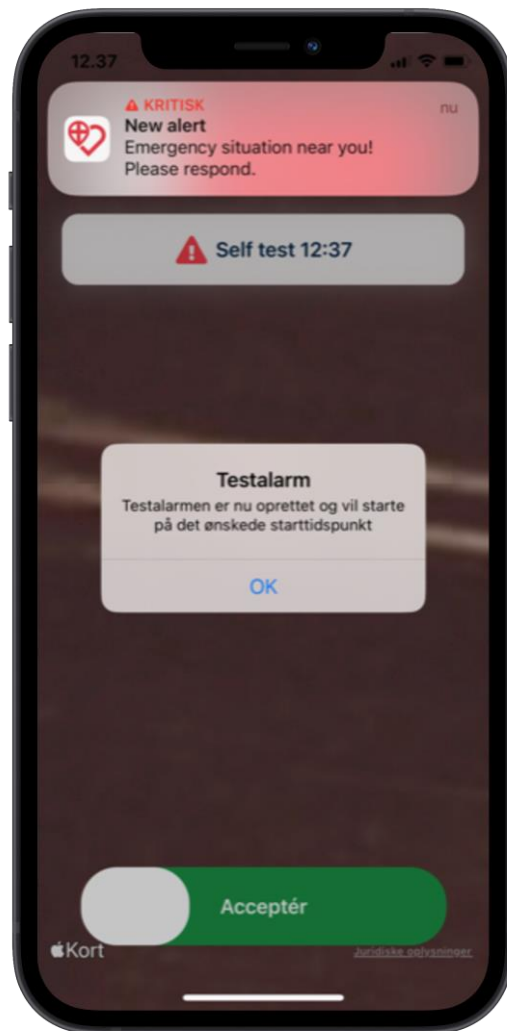 12.37
KRITISK
nu
New alert
Emergency situation near you!
Please respond.
Self test 12:37
Testalarm
Testalarmen er nu oprettet og vil starte
på det ønskede starttidspunkt
OK
Acceptér
Kort
Juridiske oplysninger